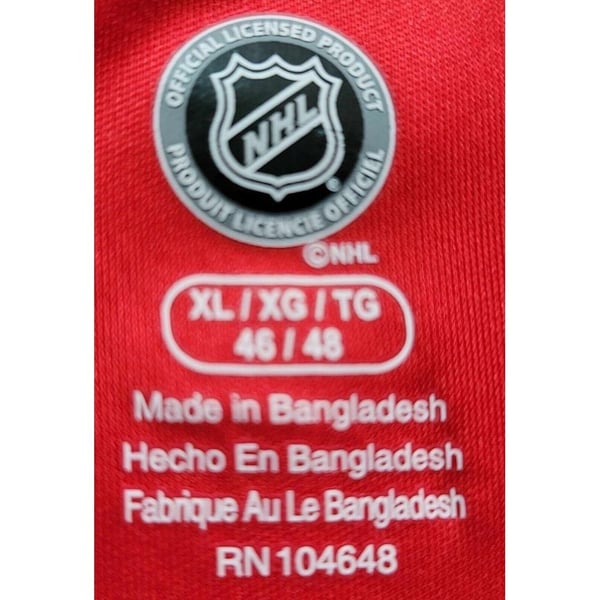 OFFICIAL LICENSED PRODUCT
NHL
®
PRODUIT LICENCIE OFFICIEL
©NHL
XL / XG / TG
46 / 48
Made in Bangladesh
Hecho En Bangladesh
Fabrique Au Le Bangladesh
RN 104648